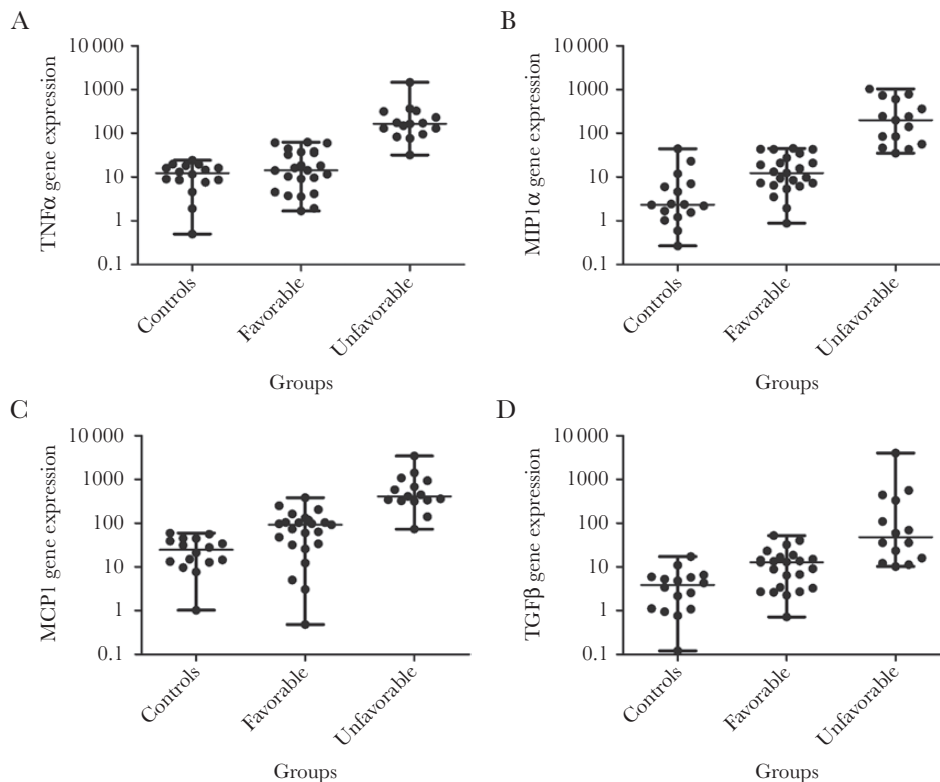 A
TNFα gene expression
10 000
1000
100
10
1
0.1
Controls
Favorable
Unfavorable
Groups
B
MIP1α gene expression
10 000
1000
100
10
1
0.1
Controls
Favorable
Unfavorable
Groups
C
MCP1 gene expression
10 000
1000
100
10
1
0.1
Controls
Favorable
Unfavorable
Groups
D
TGFβ gene expression
10 000
1000
100
10
1
0.1
Controls
Favorable
Unfavorable
Groups